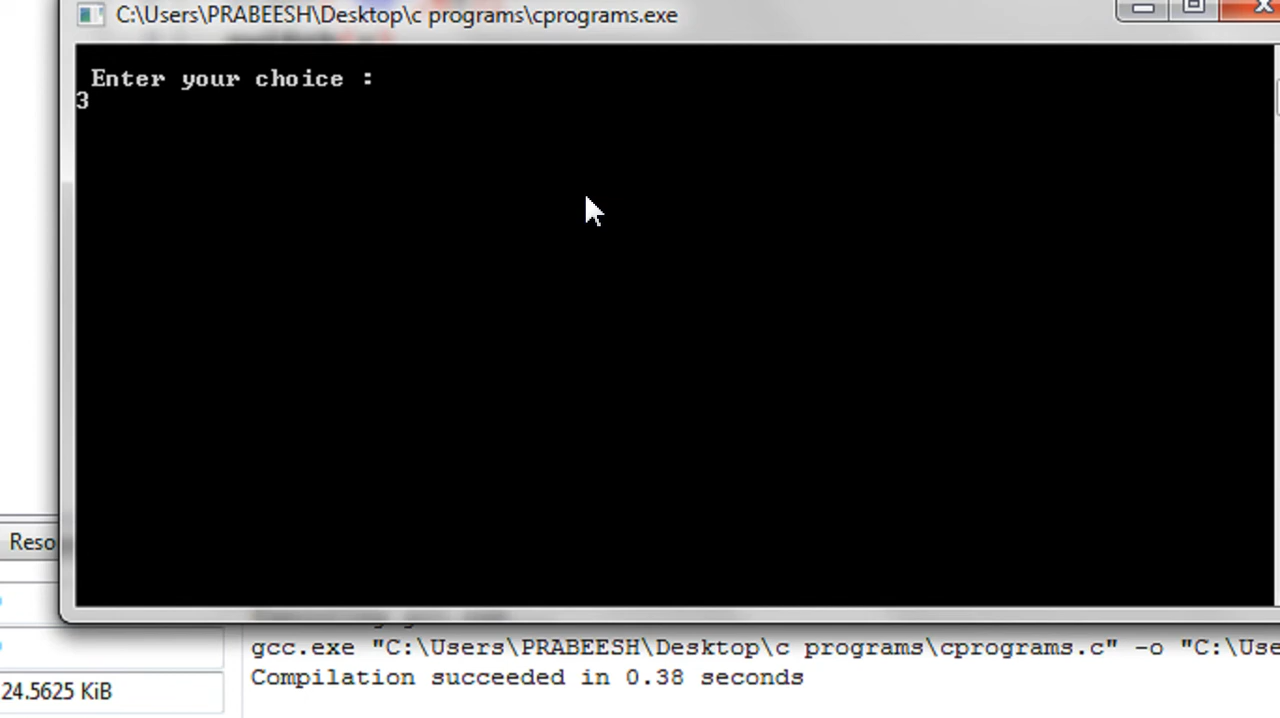 C:\Users\PRABEESH\Desktop\c programs\cprograms.exe
Enter your choice :
3
Reso
gcc.exe "C:\Users\PRABEESH\Desktop\c programs\cprograms.c" -o "C:\Use
24.5625 KiB
Compilation succeeded in 0.38 seconds